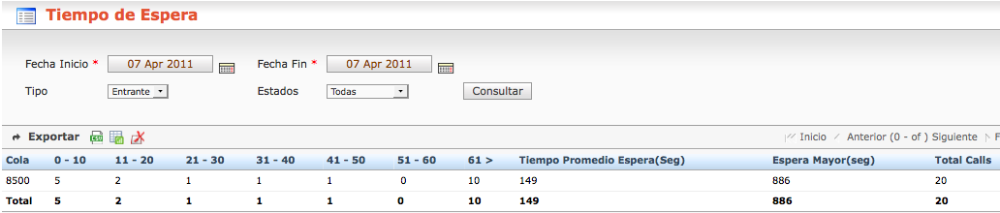 Tiempo de Espera
Fecha Inicio * 07 Apr 2011 Fecha Fin * 07 Apr 2011
Tipo Entrante Estados Todas Consultar
Exportar Inicio Anterior (0 - of ) Siguiente F
Cola 0 - 10 11 - 20 21 - 30 31 - 40 41 - 50 51 - 60 61 > Tiempo Promedio Espera(Seg) Espera Mayor(seg) Total Calls
8500 5 2 1 1 1 0 10 149 886 20
Total 5 2 1 1 1 0 10 149 886 20